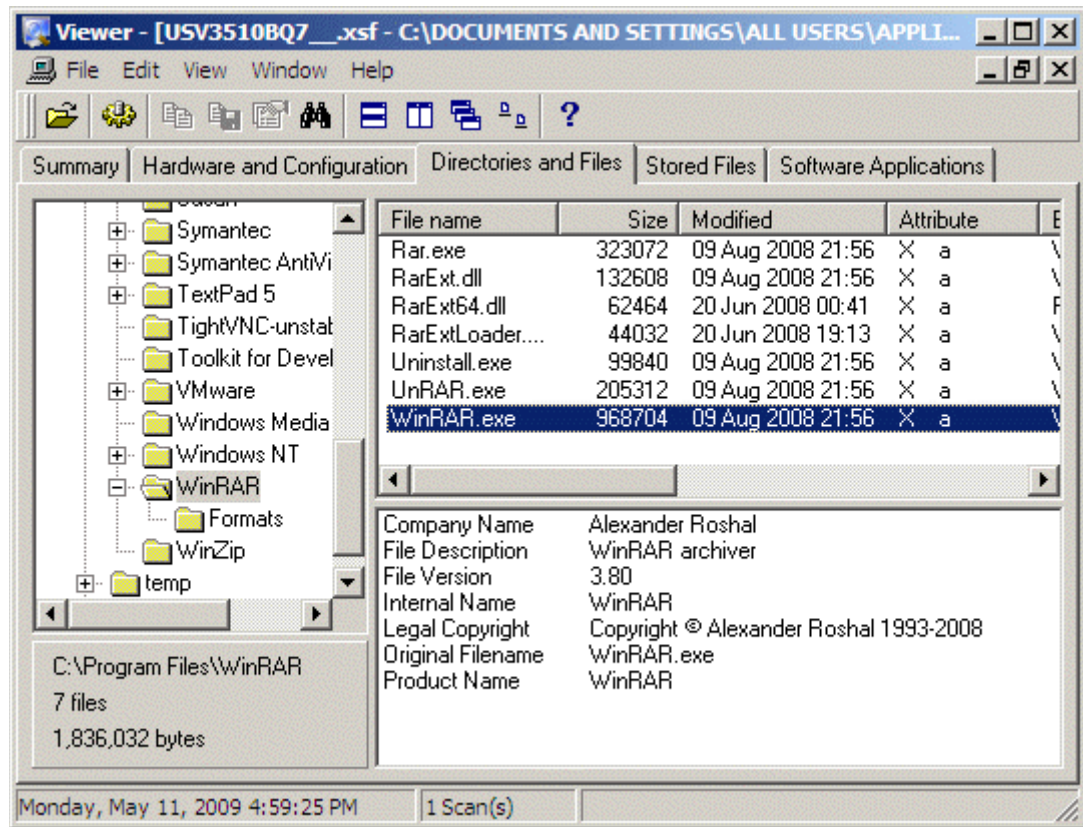 Viewer - [USV3510BQ7__.xsf - C:\DOCUMENTS AND SETTINGS\ALL USERS\APPLI...
File Edit View Window Help
Summary Hardware and Configuration Directories and Files Stored Files Software Applications
Symantec
Symantec AntiVi
TextPad 5
TightVNC-unstab
Toolkit for Devel
VMware
Windows Media
Windows NT
WinRAR
Formats
WinZip
temp
C:\Program Files\WinRAR
7 files
1,836,032 bytes
File name Size Modified Attribute
Rar.exe 323072 09 Aug 2008 21:56 X a
RarExt.dll 132608 09 Aug 2008 21:56 X a
RarExt64.dll 62464 20 Jun 2008 00:41 X a
RarExtLoader.... 44032 20 Jun 2008 19:13 X a
Uninstall.exe 99840 09 Aug 2008 21:56 X a
UnRAR.exe 205312 09 Aug 2008 21:56 X a
WinRAR.exe 968704 09 Aug 2008 21:56 X a
Company Name Alexander Roshal
File Description WinRAR archiver
File Version 3.80
Internal Name WinRAR
Legal Copyright Copyright © Alexander Roshal 1993-2008
Original Filename WinRAR.exe
Product Name WinRAR
Monday, May 11, 2009 4:59:25 PM 1 Scan(s)